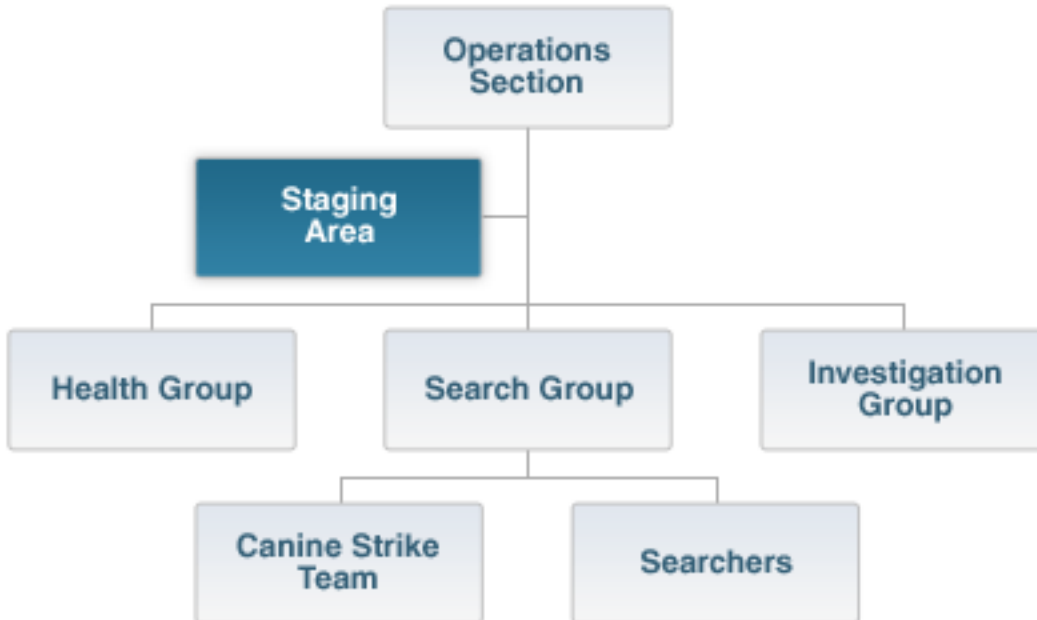 Operations
Section
Staging
Area
Health Group
Search Group
Investigation
Group
Canine Strike
Team
Searchers